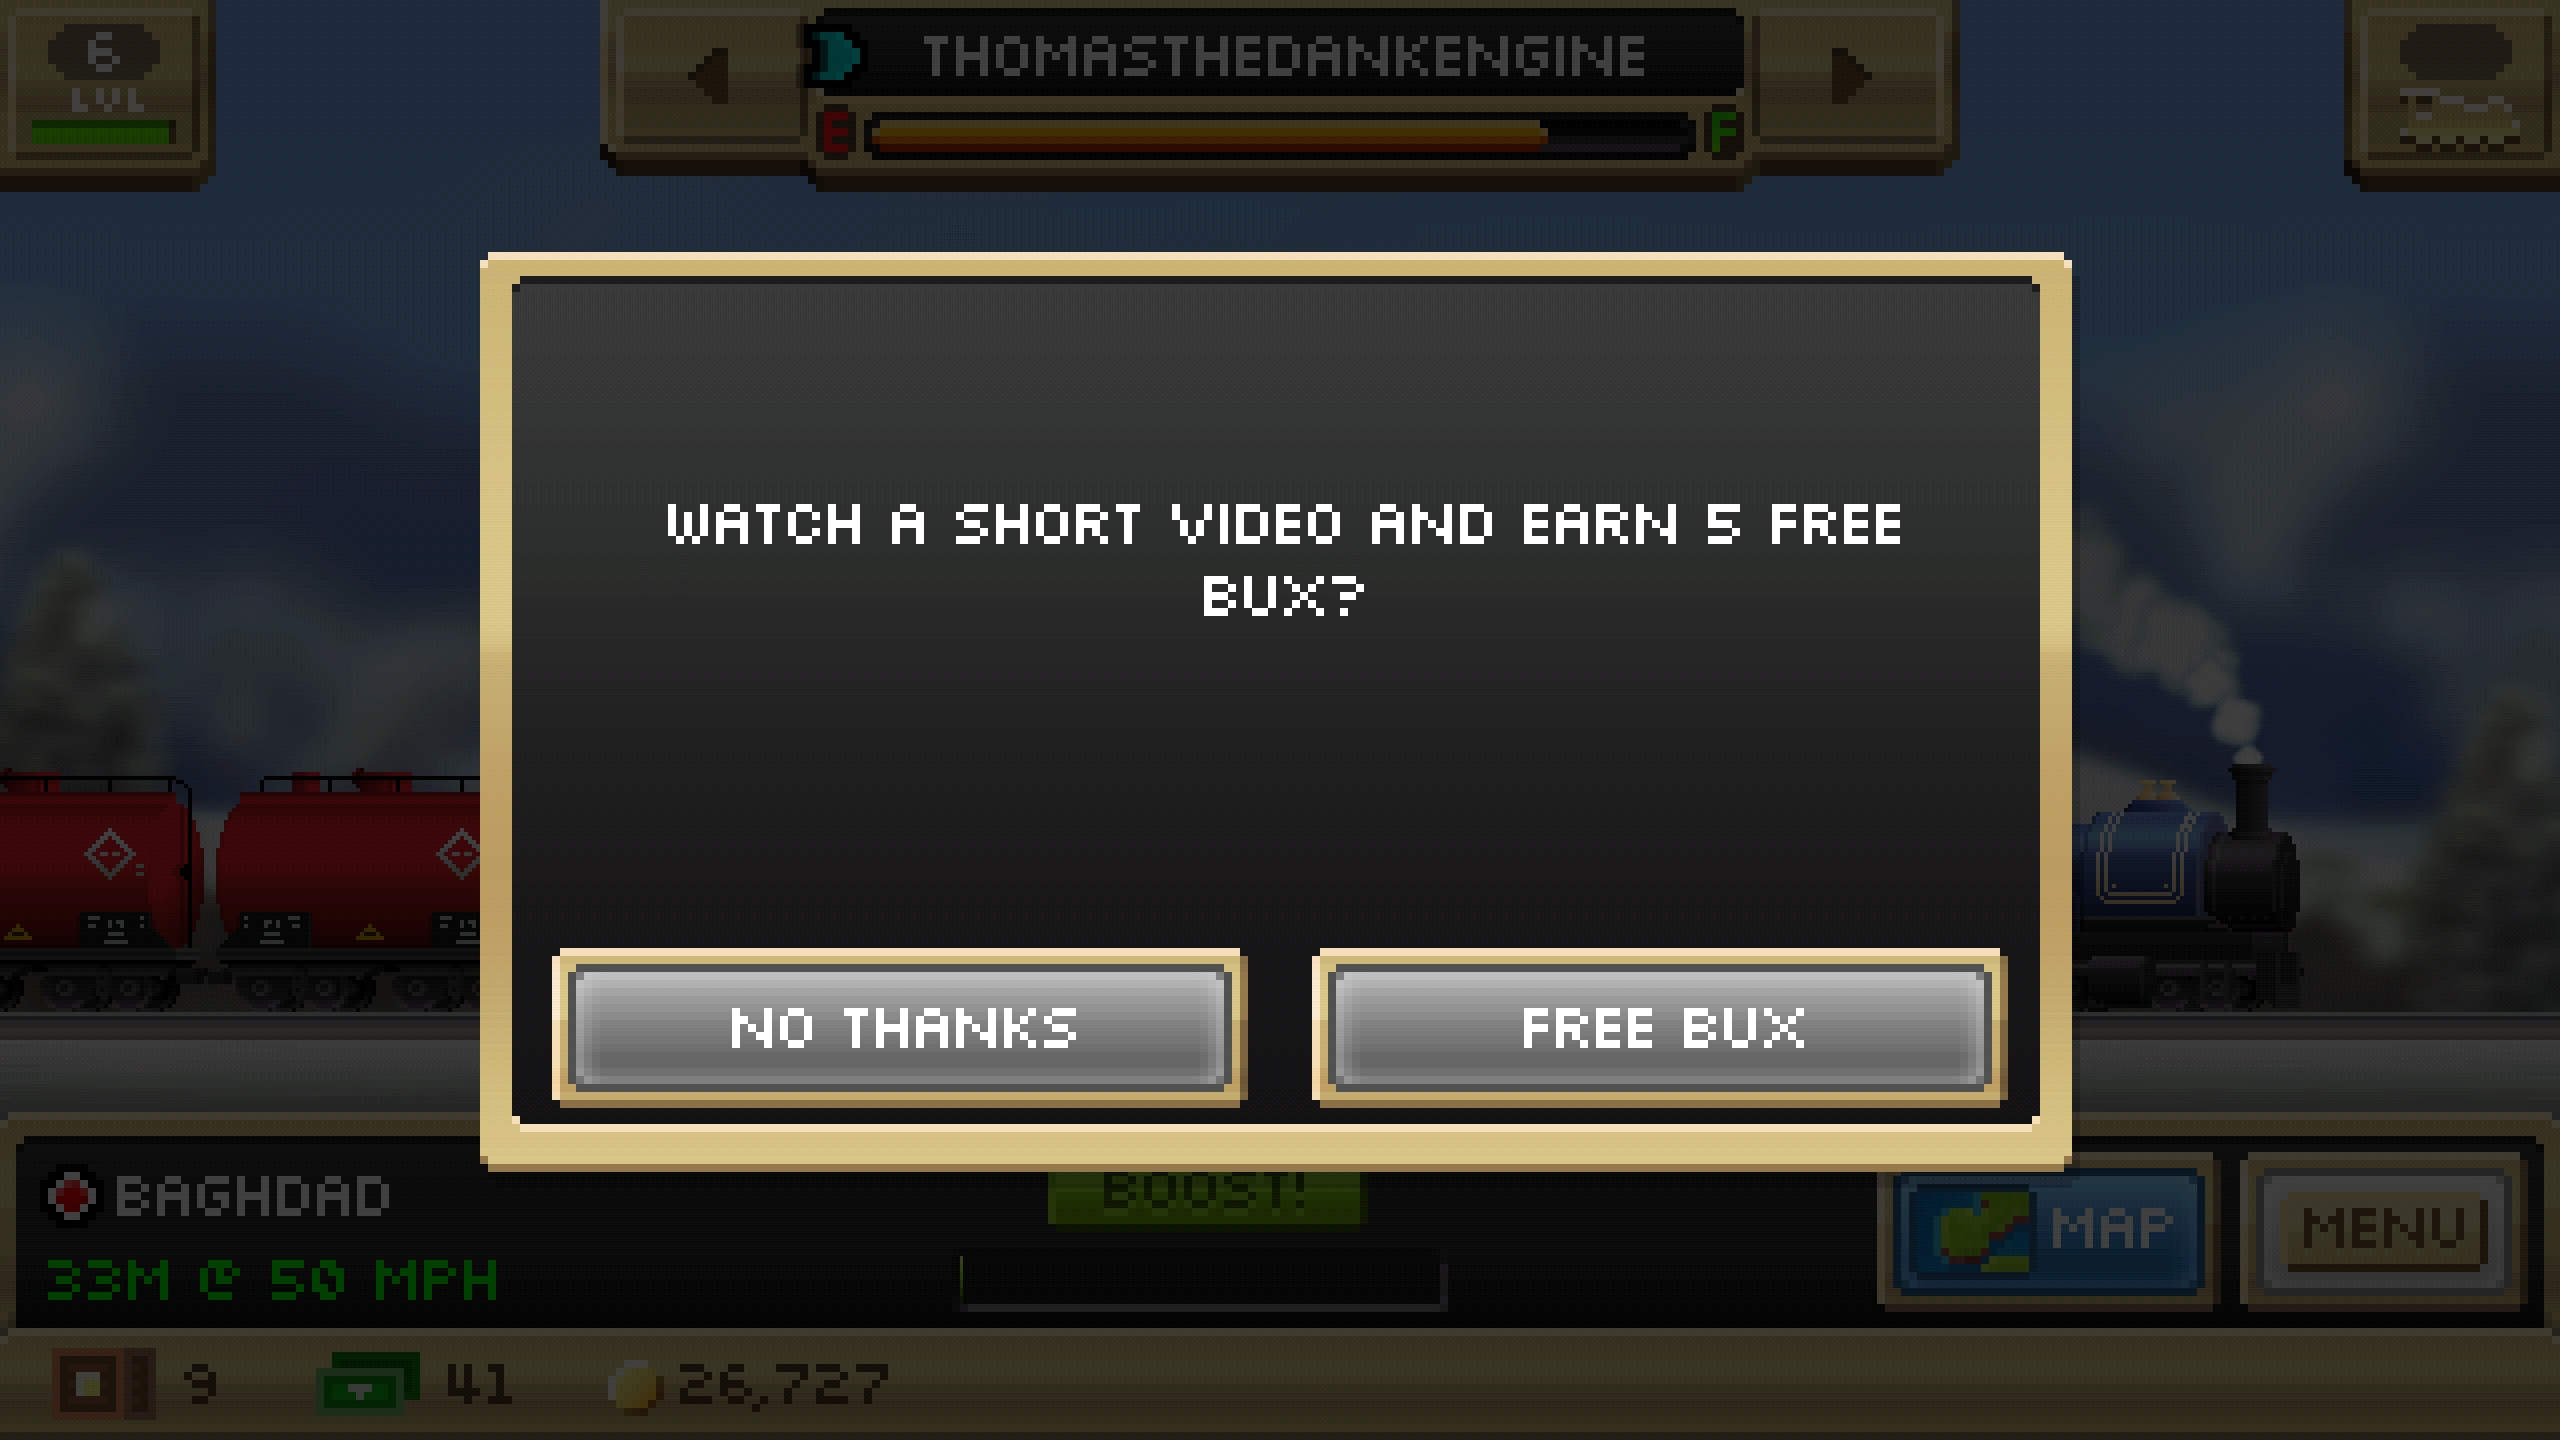 6
LVL
THOMASTHEDANKENGINE
E
F
WATCH A SHORT VIDEO AND EARN 5 FREE
BUX?
NO THANKS
FREE BUX
BAGHDAD
33M @ 50 MPH
BOOST!
MAP
MENU
9
41
26,727